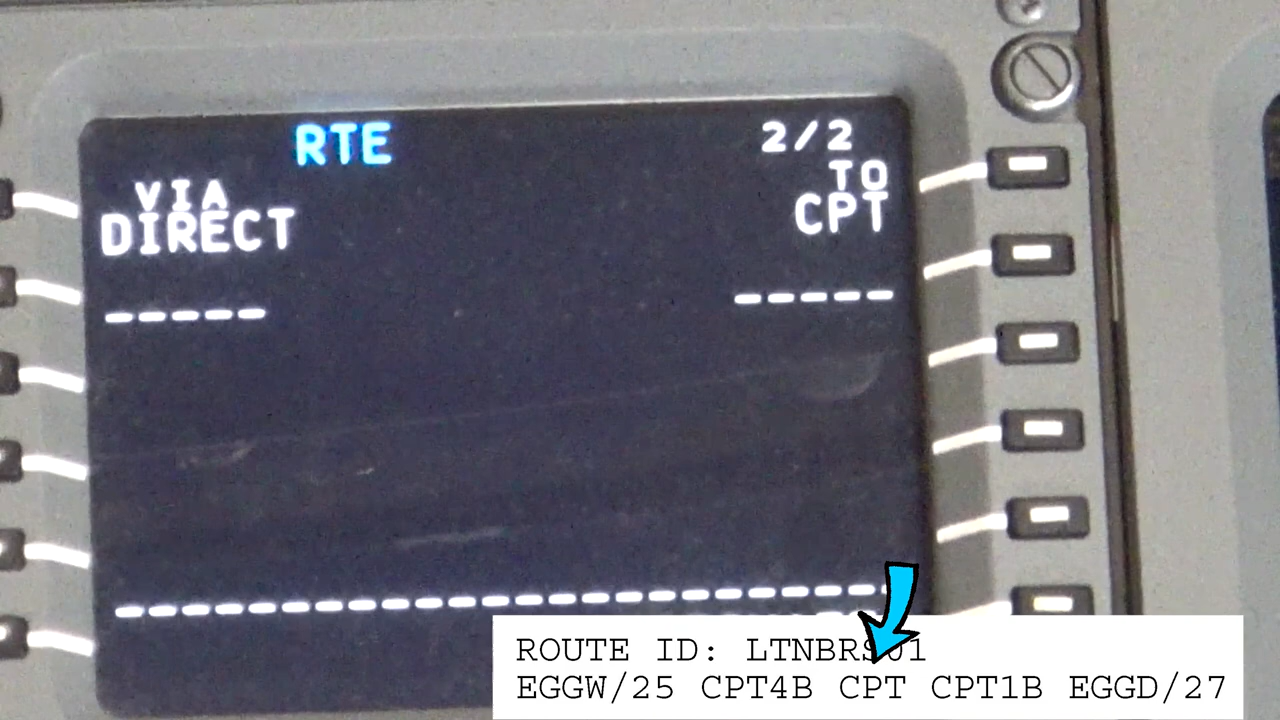 RTE 2/2
VIA TO
DIRECT CPT
----- -----
------------------------
ROUTE ID: LTNBRS01
EGGW/25 CPT4B CPT CPT1B EGGD/27